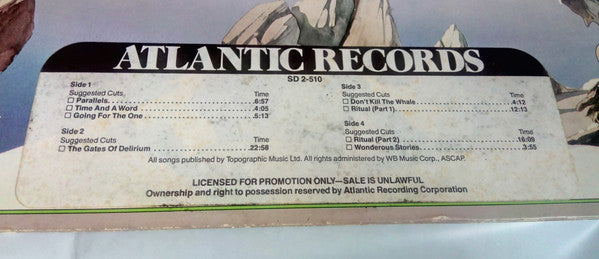 ATLANTIC RECORDS
SD 2-510
Side 1
Suggested Cuts Time
☐ Parallels. 6:57
☐ Time And A Word 4:05
☐ Going For The One 5:13
Side 2
Suggested Cuts Time
☐ The Gates Of Delirium 22:58
Side 3
Suggested Cuts Time
☐ Don't Kill The Whale 4:12
☐ Ritual (Part 1) 12:13
Side 4
Suggested Cuts Time
☐ Ritual (Part 2) 16:09
☐ Wonderous Stories 3:55
All songs published by Topographic Music Ltd. All rights administered by WB Music Corp., ASCAP.
LICENSED FOR PROMOTION ONLY—SALE IS UNLAWFUL
Ownership and right to possession reserved by Atlantic Recording Corporation